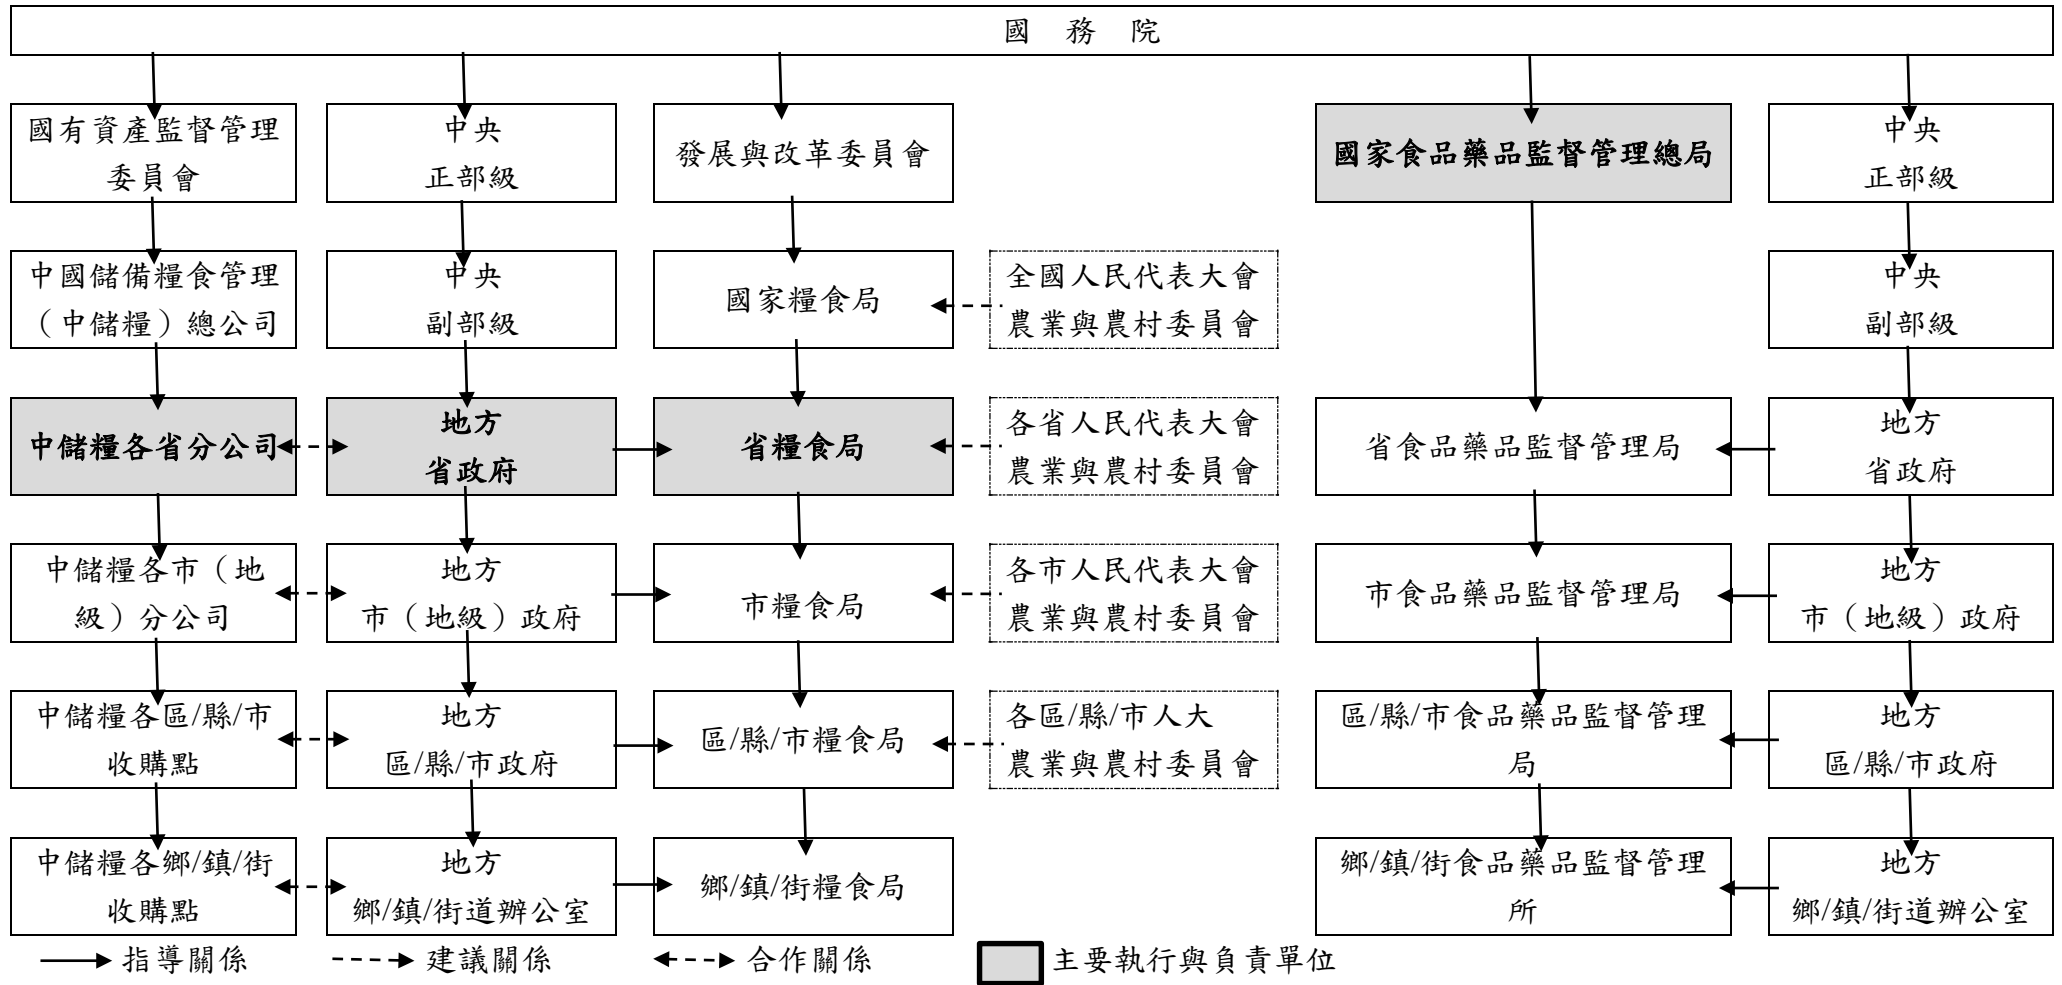 國 務 院
國有資產監督管理
委員會
中央
正部級
發展與改革委員會
國家食品藥品監督管理總局
中央
正部級
中國儲備糧食管理
（中儲糧）總公司
中央
副部級
國家糧食局
全國人民代表大會
農業與農村委員會
中央
副部級
中儲糧各省分公司
地方
省政府
省糧食局
各省人民代表大會
農業與農村委員會
省食品藥品監督管理局
地方
省政府
中儲糧各市（地
級）分公司
地方
市（地級）政府
市糧食局
各市人民代表大會
農業與農村委員會
市食品藥品監督管理局
地方
市（地級）政府
中儲糧各區/縣/市
收購點
地方
區/縣/市政府
區/縣/市糧食局
各區/縣/市人大
農業與農村委員會
區/縣/市食品藥品監督管理
局
地方
區/縣/市政府
中儲糧各鄉/鎮/街
收購點
地方
鄉/鎮/街道辦公室
鄉/鎮/街糧食局
鄉/鎮/街食品藥品監督管理
所
地方
鄉/鎮/街道辦公室
指導關係
建議關係
合作關係
主要執行與負責單位